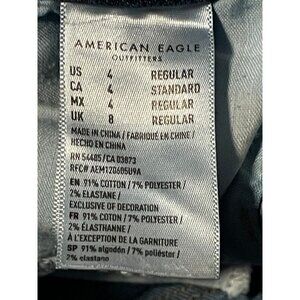 AMERICAN EAGLE
OUTFITTERS
US 4 REGULAR
CA 4 STANDARD
MX 4 REGULAR
UK 8 REGULAR
MADE IN CHINA / FABRIQUÉ EN CHINE /
HECHO EN CHINA
RN 54485/CA 03873
RFC# AEM120605U9A
EN 91% COTTON / 7% POLYESTER /
2% ELASTANE /
EXCLUSIVE OF DECORATION
FR 91% COTON / 7% POLYESTER /
2% ÉLASTHANNE /
À L'EXCEPTION DE LA GARNITURE
SP 91% algodón / 7% poliéster /
2% elastano